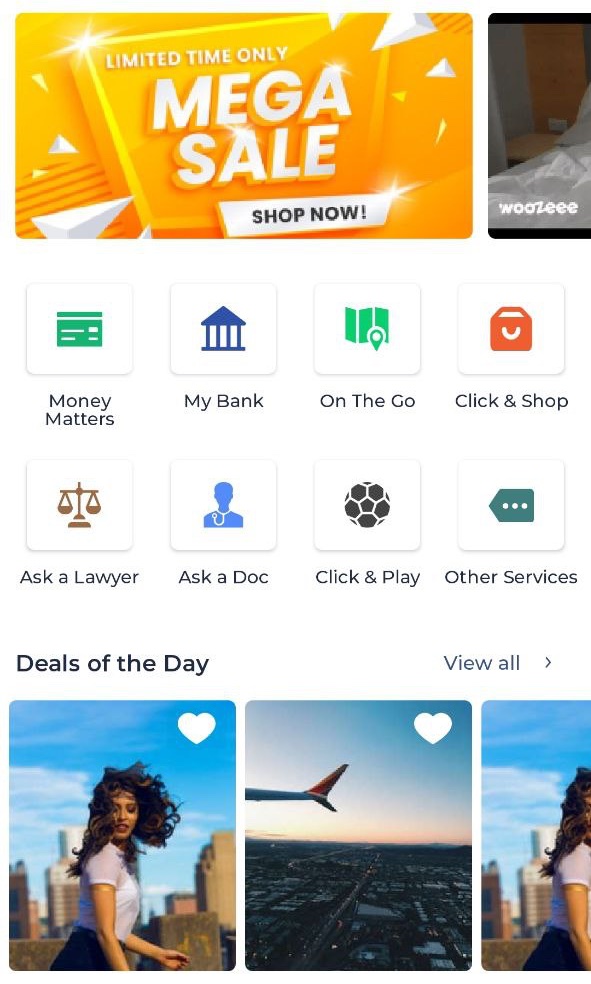 LIMITED TIME ONLY
MEGA
SALE
SHOP NOW!
woozeee
Money
Matters
My Bank
On The Go
Click & Shop
Ask a Lawyer
Ask a Doc
Click & Play
Other Services
Deals of the Day
View all